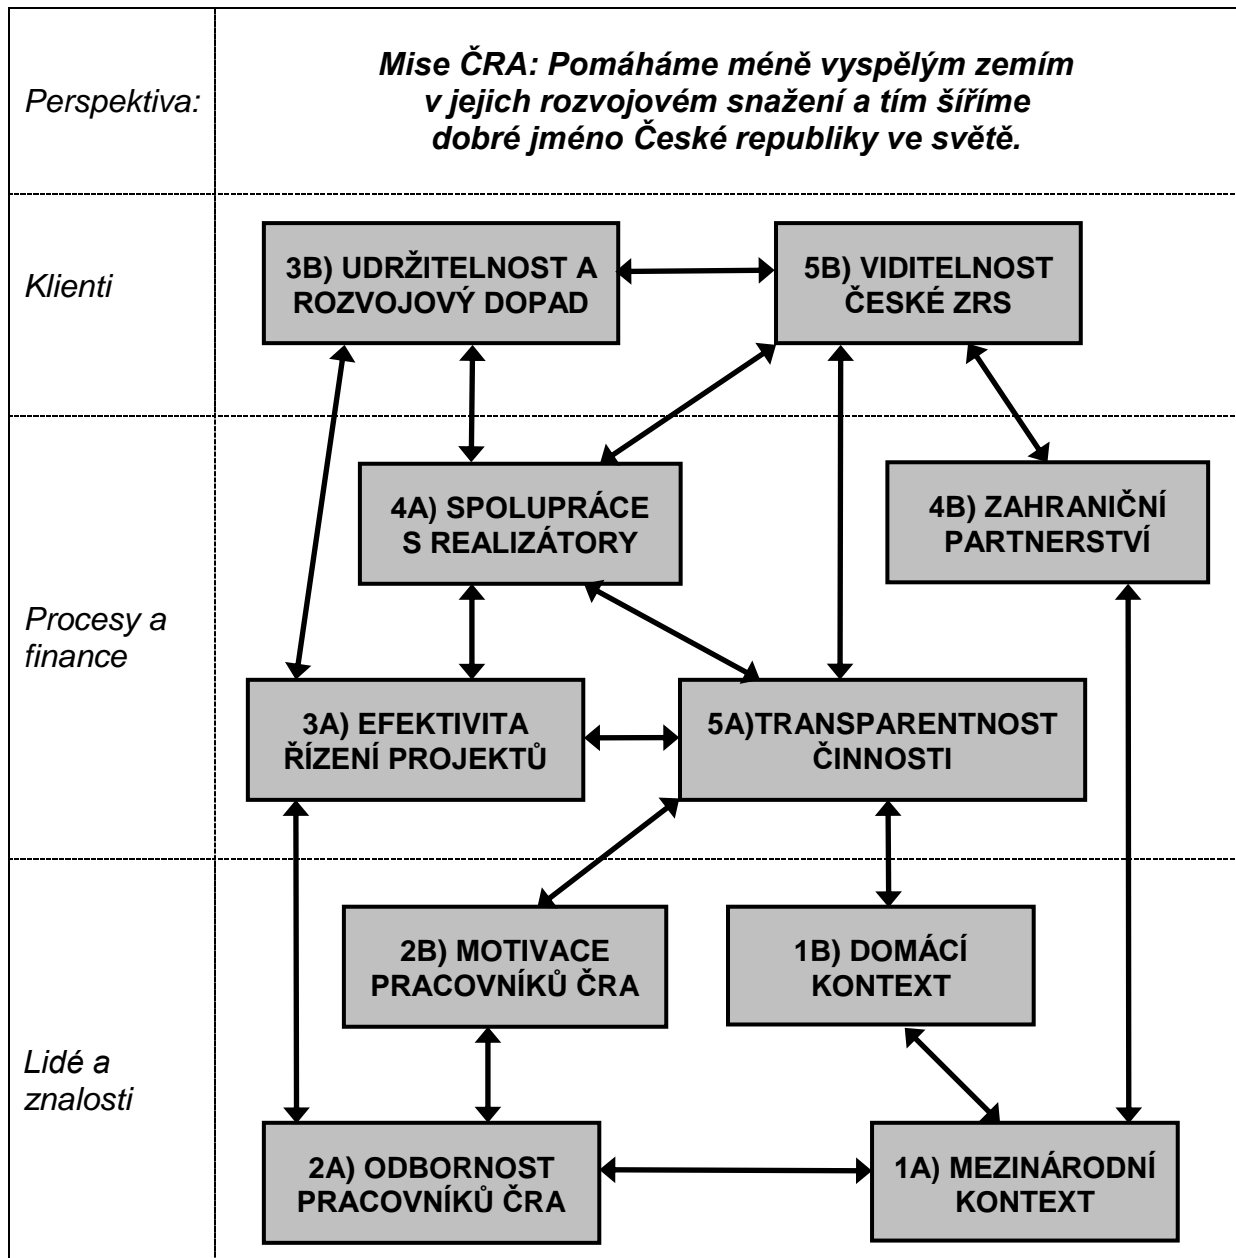 Perspektiva:
Mise ČRA: Pomáháme méně vyspělým zemím
v jejich rozvojovém snažení a tím šíříme
dobré jméno České republiky ve světě.
Klienti
3B) UDRŽITELNOST A
ROZVOJOVÝ DOPAD
5B) VIDITELNOST
ČESKÉ ZRS
Procesy a
finance
4A) SPOLUPRÁCE
S REALIZÁTORY
4B) ZAHRANIČNÍ
PARTNERSTVÍ
3A) EFEKTIVITA
ŘÍZENÍ PROJEKTŮ
5A)TRANSPARENTNOST
ČINNOSTI
Lidé a
znalosti
2B) MOTIVACE
PRACOVNÍKŮ ČRA
1B) DOMÁCÍ
KONTEXT
2A) ODBORNOST
PRACOVNÍKŮ ČRA
1A) MEZINÁRODNÍ
KONTEXT